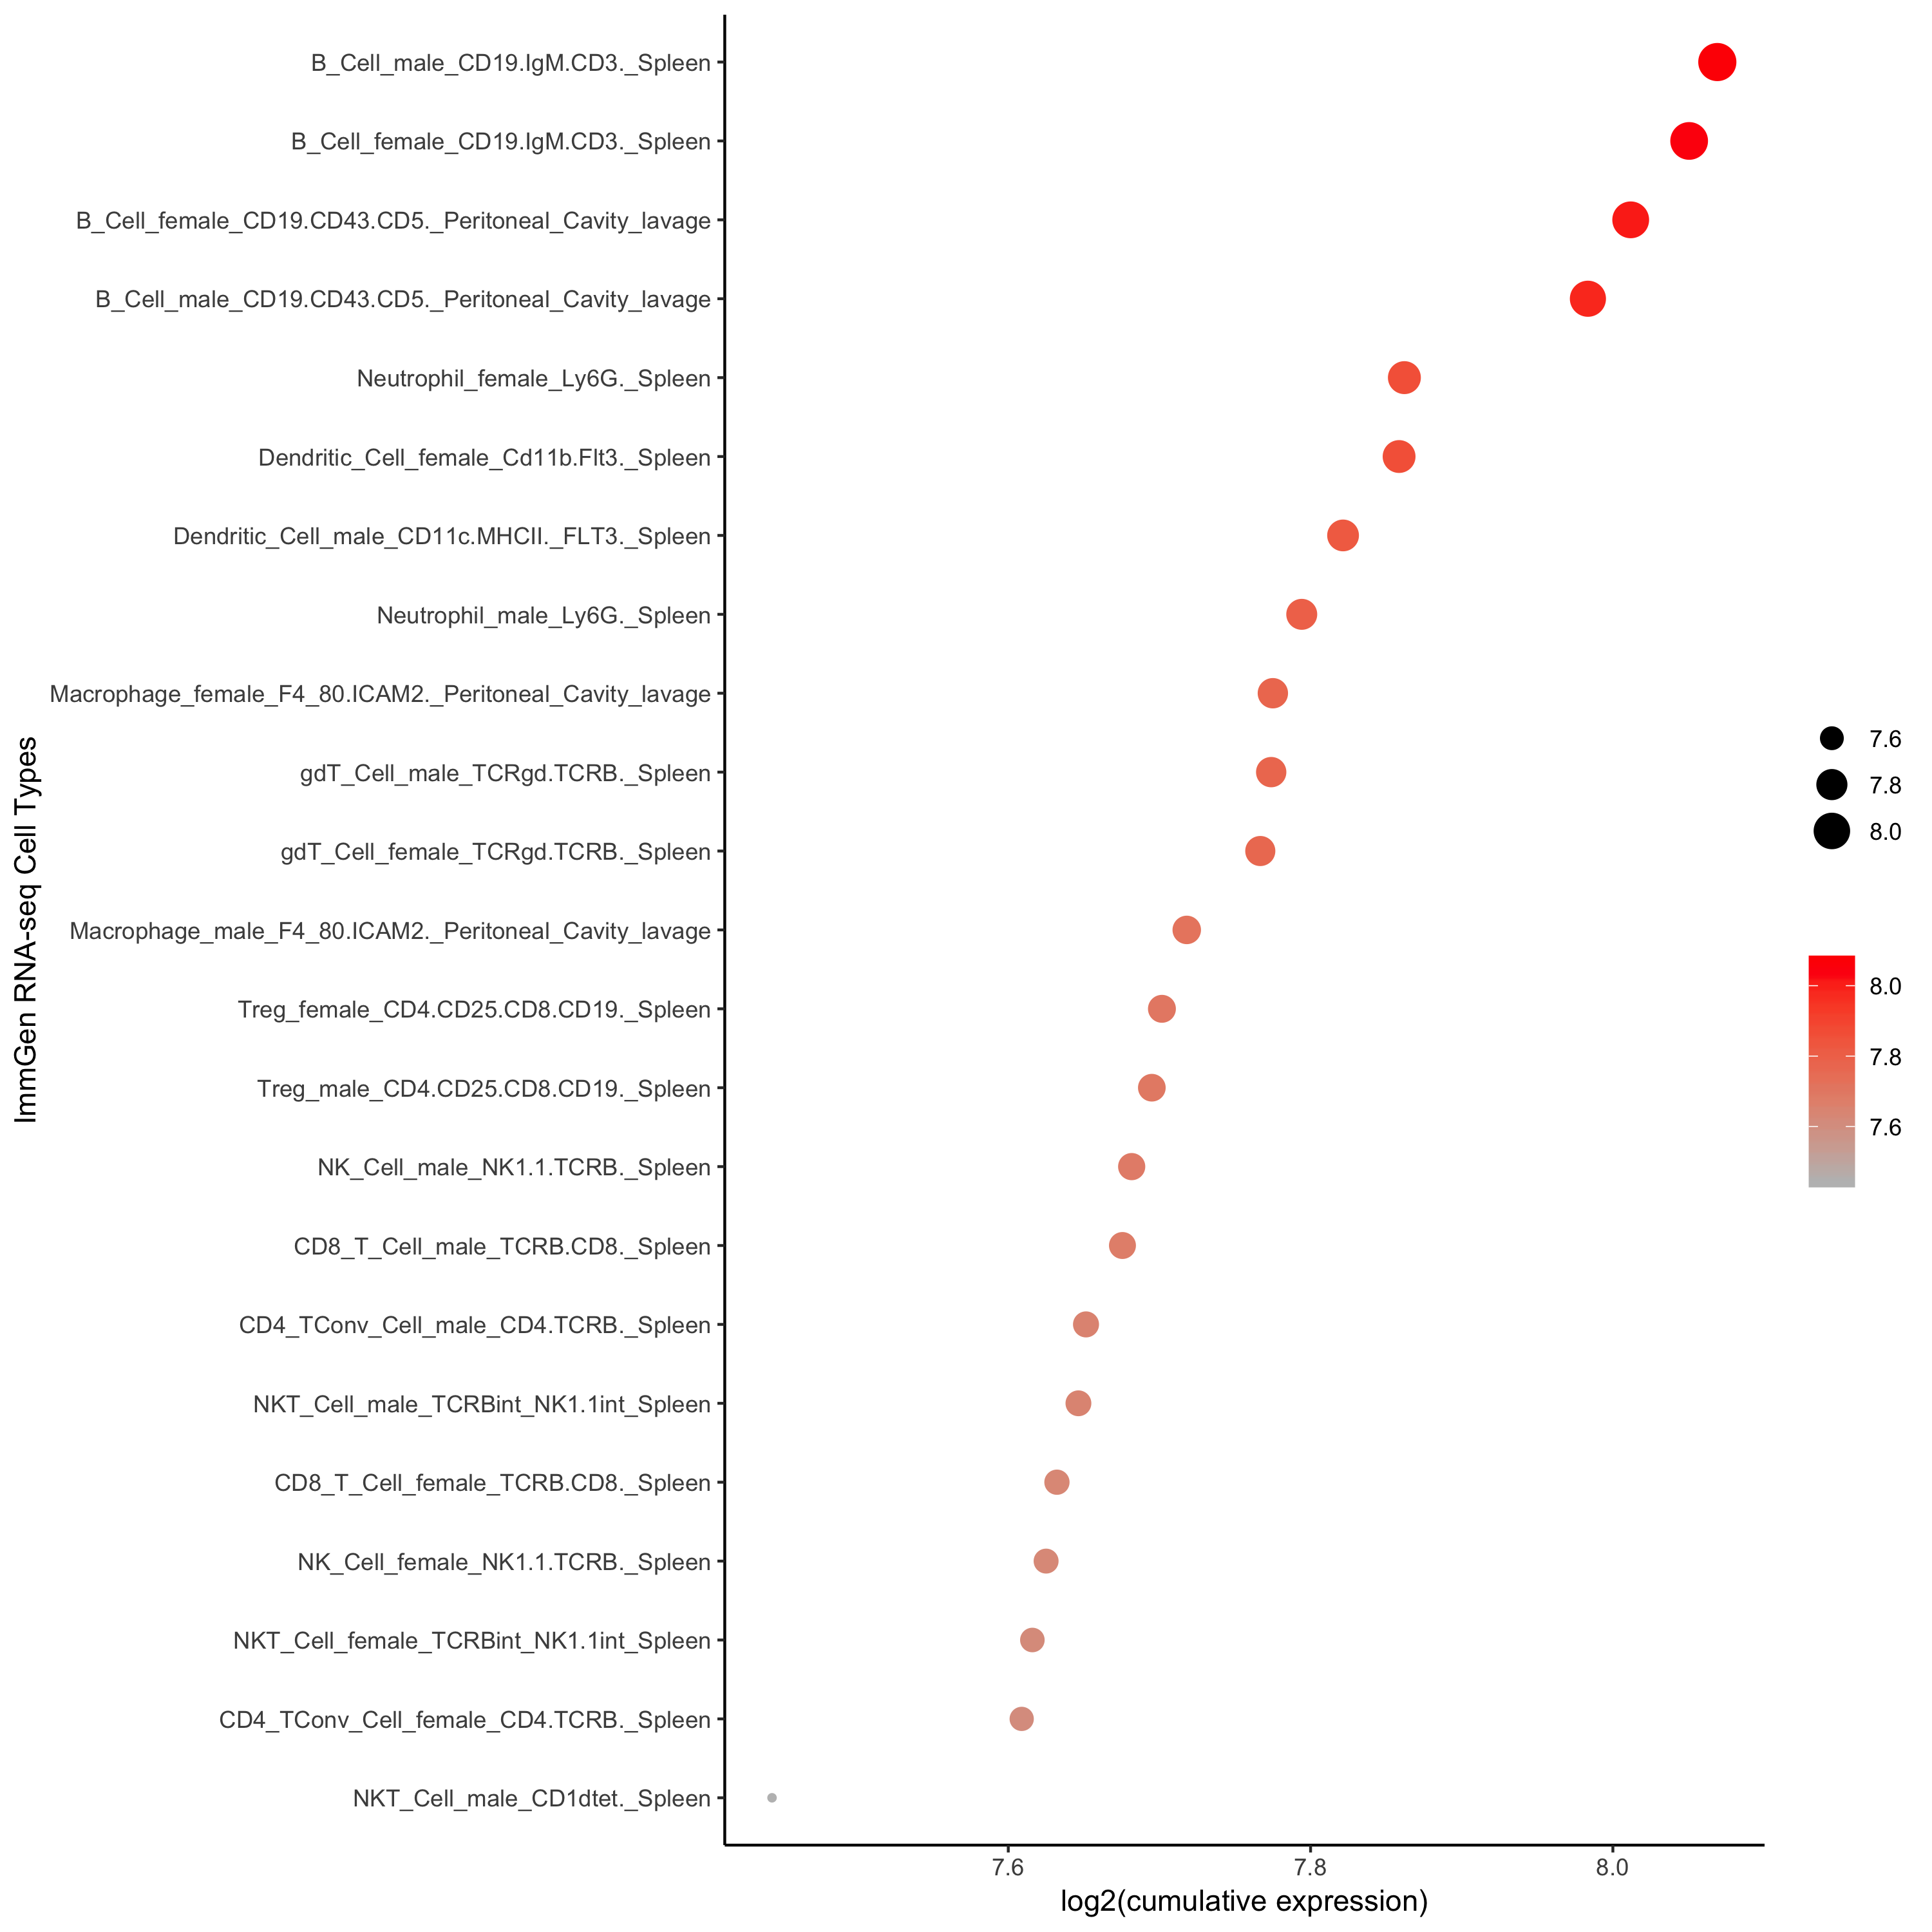 B_Cell_male_CD19.IgM.CD3._Spleen
B_Cell_female_CD19.IgM.CD3._Spleen
B_Cell_female_CD19.CD43.CD5._Peritoneal_Cavity_lavage
B_Cell_male_CD19.CD43.CD5._Peritoneal_Cavity_lavage
Neutrophil_female_Ly6G._Spleen
Dendritic_Cell_female_Cd11b.Flt3._Spleen
Dendritic_Cell_male_CD11c.MHCII._FLT3._Spleen
Neutrophil_male_Ly6G._Spleen
Macrophage_female_F4_80.ICAM2._Peritoneal_Cavity_lavage
gdT_Cell_male_TCRgd.TCRB._Spleen
gdT_Cell_female_TCRgd.TCRB._Spleen
Macrophage_male_F4_80.ICAM2._Peritoneal_Cavity_lavage
Treg_female_CD4.CD25.CD8.CD19._Spleen
Treg_male_CD4.CD25.CD8.CD19._Spleen
NK_Cell_male_NK1.1.TCRB._Spleen
CD8_T_Cell_male_TCRB.CD8._Spleen
CD4_TConv_Cell_male_CD4.TCRB._Spleen
NKT_Cell_male_TCRBint_NK1.1int_Spleen
CD8_T_Cell_female_TCRB.CD8._Spleen
NK_Cell_female_NK1.1.TCRB._Spleen
NKT_Cell_female_TCRBint_NK1.1int_Spleen
CD4_TConv_Cell_female_CD4.TCRB._Spleen
NKT_Cell_male_CD1dtet._Spleen
ImmGen RNA-seq Cell Types
7.6
7.8
8.0
log2(cumulative expression)
7.6
7.8
8.0
8.0
7.8
7.6